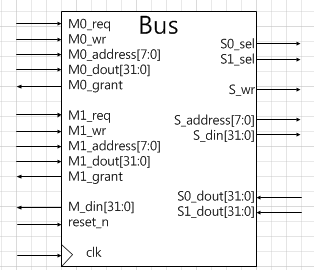 Bus
M0_req
M0_wr
M0_address[7:0]
M0_dout[31:0]
M0_grant
M1_req
M1_wr
M1_address[7:0]
M1_dout[31:0]
M1_grant
M_din[31:0]
reset_n
clk
S0_sel
S1_sel
S_wr
S_address[7:0]
S_din[31:0]
S0_dout[31:0]
S1_dout[31:0]